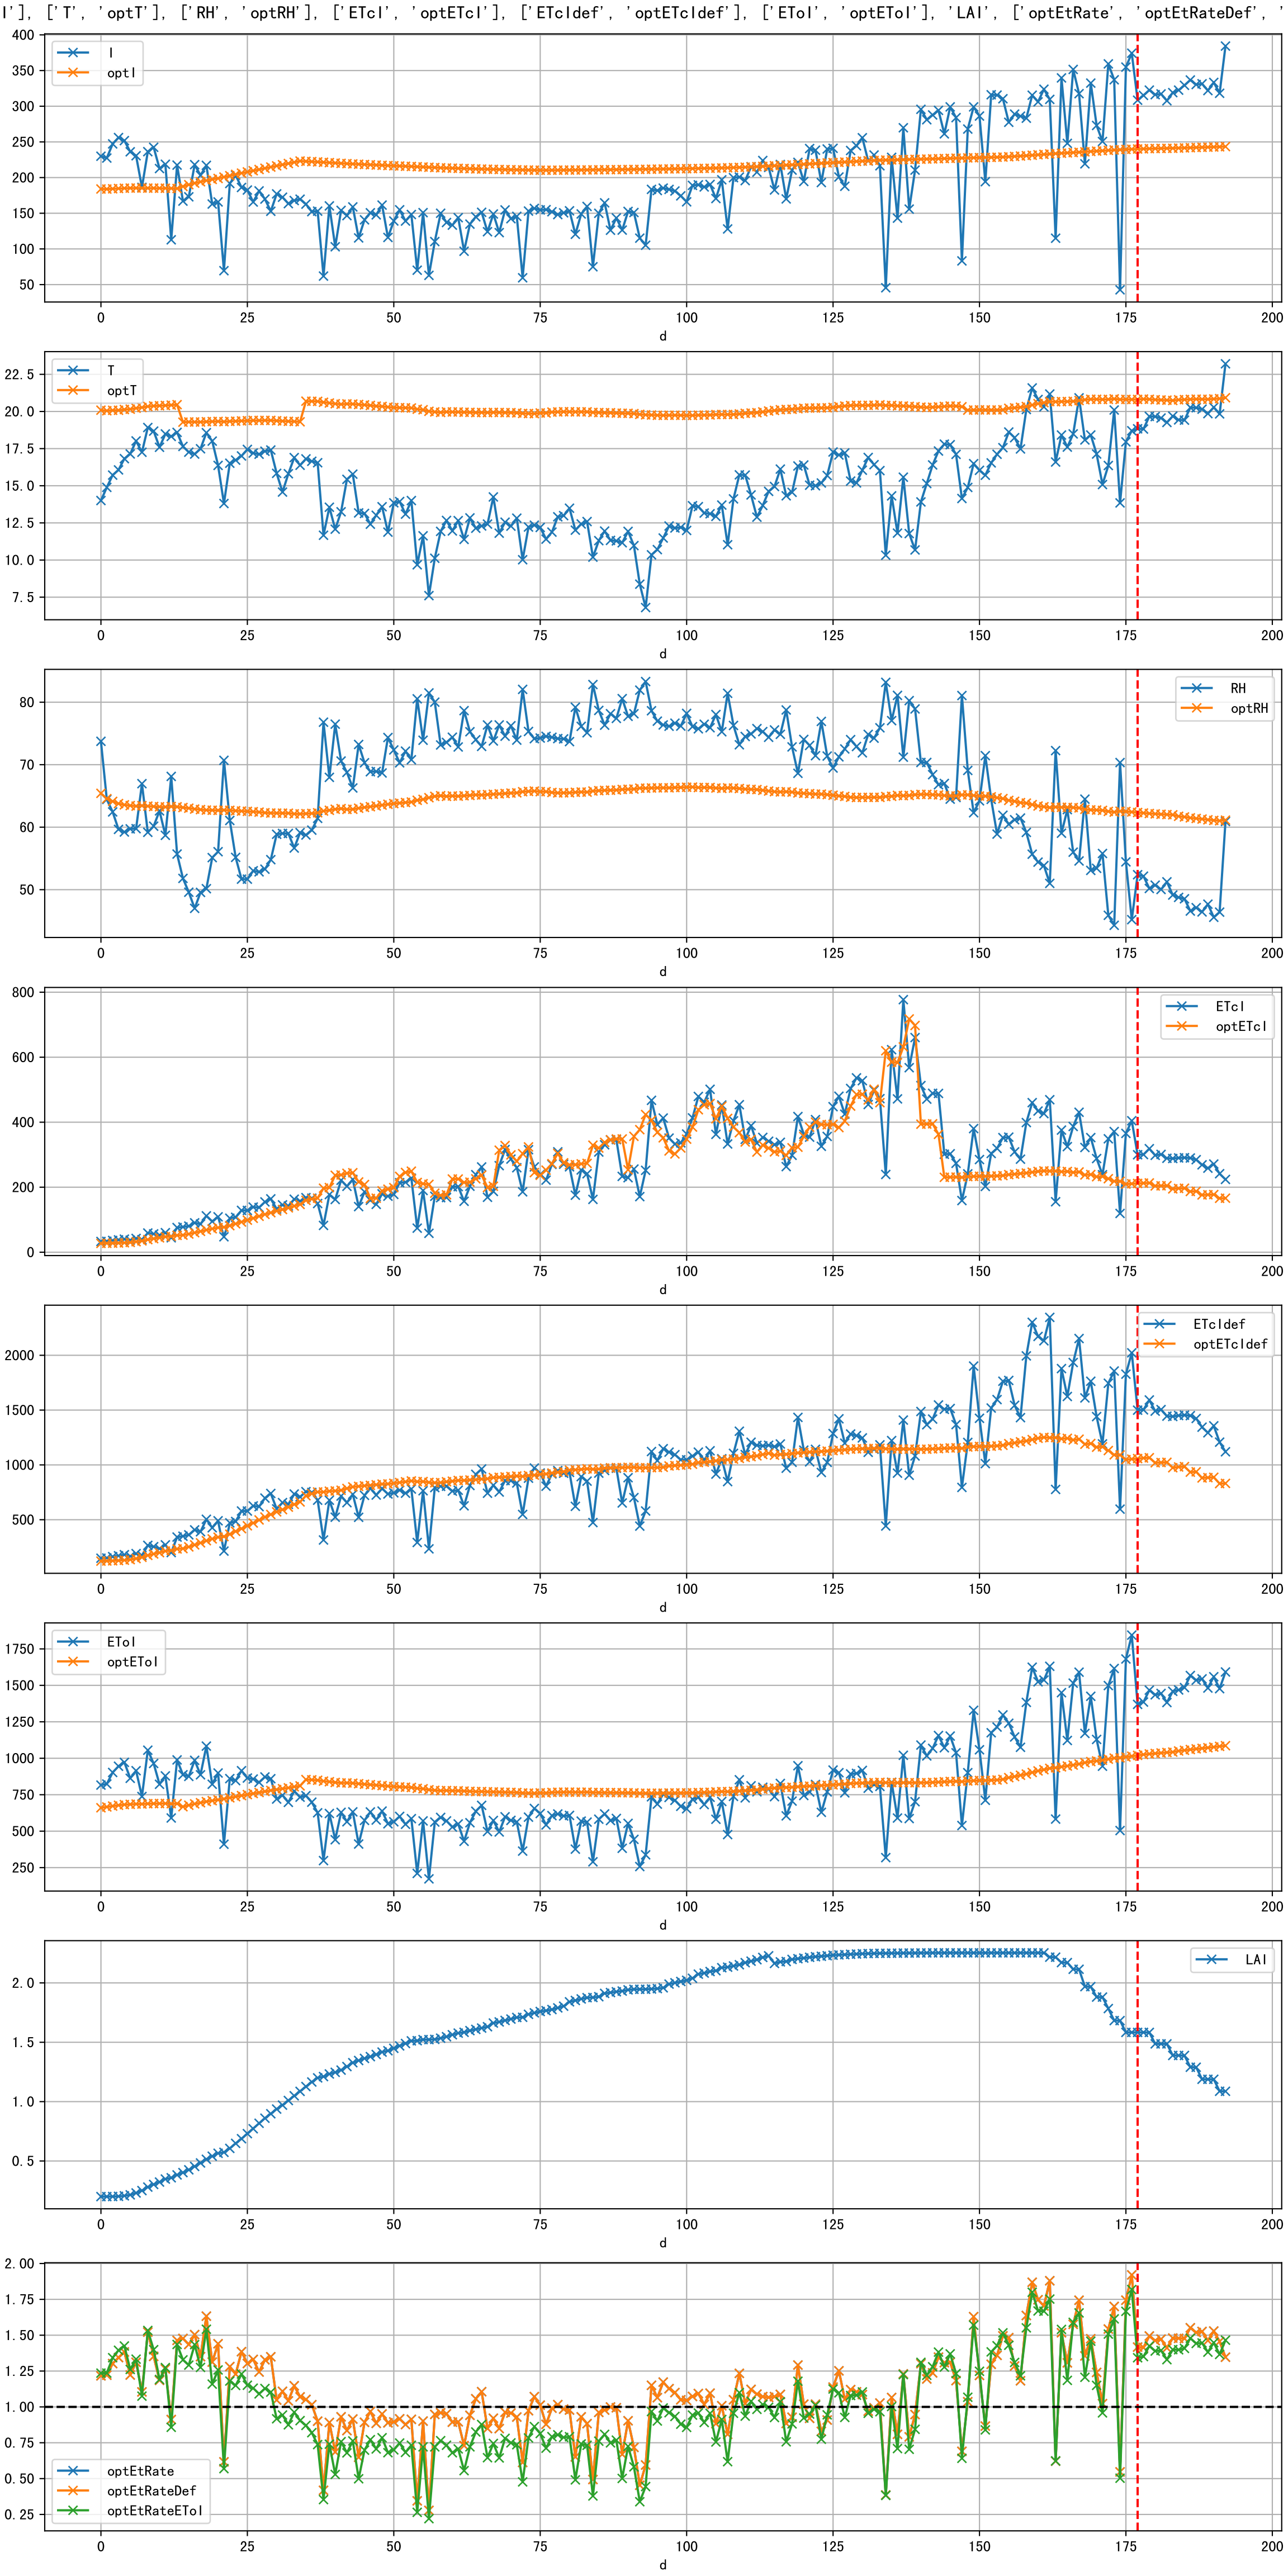 I'], ['T', 'optT'], ['RH', 'optRH'], ['ETcI', 'optETcI'], ['ETcIdef', 'optETcIdef'], ['EToI', 'optEToI'], 'LAI', ['optEtRate', 'optEtRateDef', '
I
optI
400
350
300
250
200
150
100
50
0 25 50 75 100 125 150 175 200
d
T
optT
22.5
20.0
17.5
15.0
12.5
10.0
7.5
0 25 50 75 100 125 150 175 200
d
RH
optRH
80
70
60
50
0 25 50 75 100 125 150 175 200
d
ETcI
optETcI
800
600
400
200
0
0 25 50 75 100 125 150 175 200
d
ETcIdef
optETcIdef
2000
1500
1000
500
0 25 50 75 100 125 150 175 200
d
EToI
optEToI
1750
1500
1250
1000
750
500
250
0 25 50 75 100 125 150 175 200
d
LAI
2.0
1.5
1.0
0.5
0 25 50 75 100 125 150 175 200
d
2.00
1.75
1.50
1.25
1.00
0.75
0.50
0.25
optEtRate
optEtRateDef
optEtRateEToI
0 25 50 75 100 125 150 175 200
d